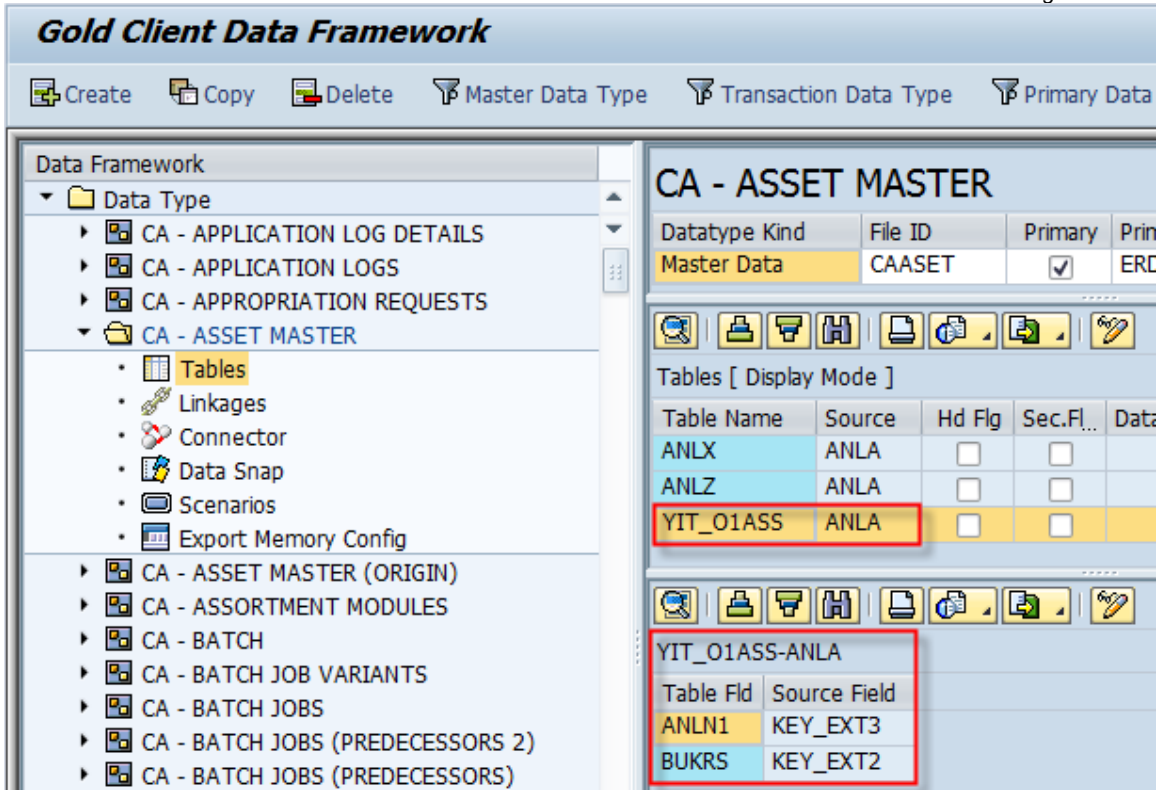 Gold Client Data Framework
Create Copy Delete Master Data Type Transaction Data Type Primary Data
Data Framework
Data Type
CA - APPLICATION LOG DETAILS
CA - APPLICATION LOGS
CA - APPROPRIATION REQUESTS
CA - ASSET MASTER
Tables
Linkages
Connector
Data Snap
Scenarios
Export Memory Config
CA - ASSET MASTER (ORIGIN)
CA - ASSORTMENT MODULES
CA - BATCH
CA - BATCH JOB VARIANTS
CA - BATCH JOBS
CA - BATCH JOBS (PREDECESSORS 2)
CA - BATCH JOBS (PREDECESSORS)
CA - ASSET MASTER
Datatype Kind File ID Primary Prin
Master Data CAASET ERD
Tables [ Display Mode ]
Table Name Source Hd Flg Sec.Fl... Data
ANLX ANLA
ANLZ ANLA
YIT_O1ASS ANLA
YIT_O1ASS-ANLA
Table Fld Source Field
ANLN1 KEY_EXT3
BUKRS KEY_EXT2